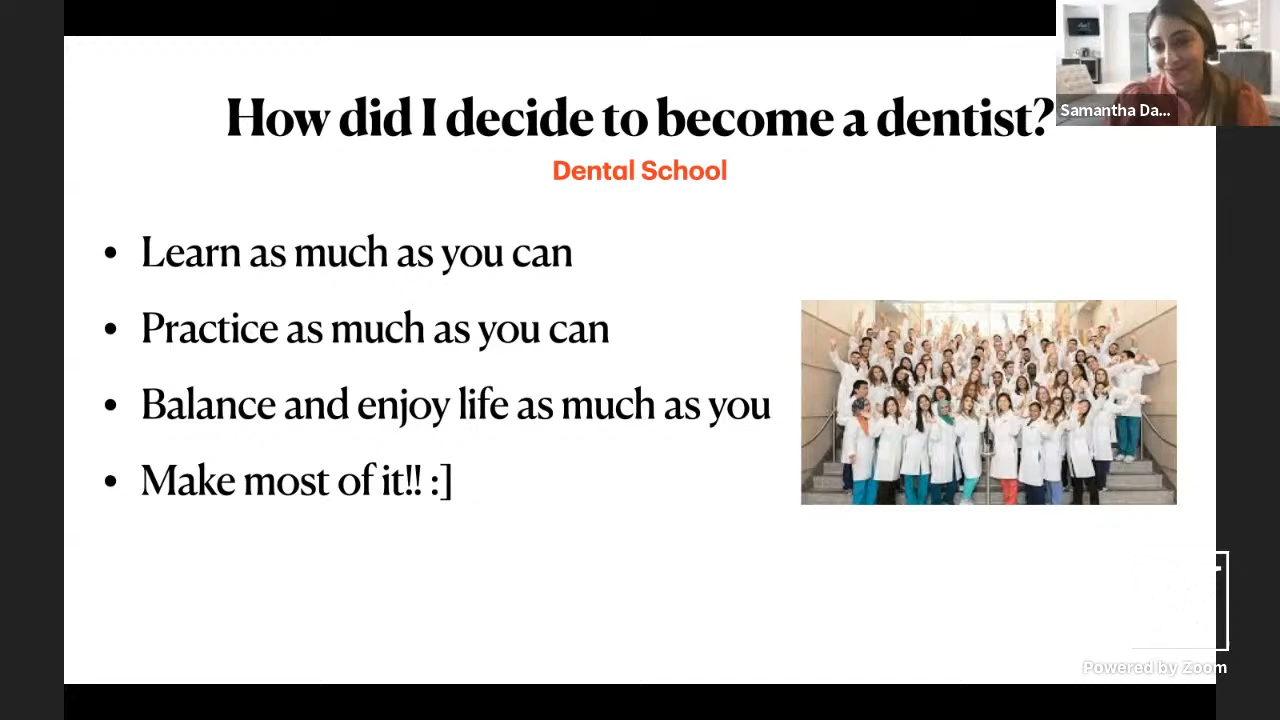 How did I decide to become a dentist?
Samantha Da...
Dental School
• Learn as much as you can
• Practice as much as you can
• Balance and enjoy life as much as you
• Make most of it!! :]
Powered by Zoom